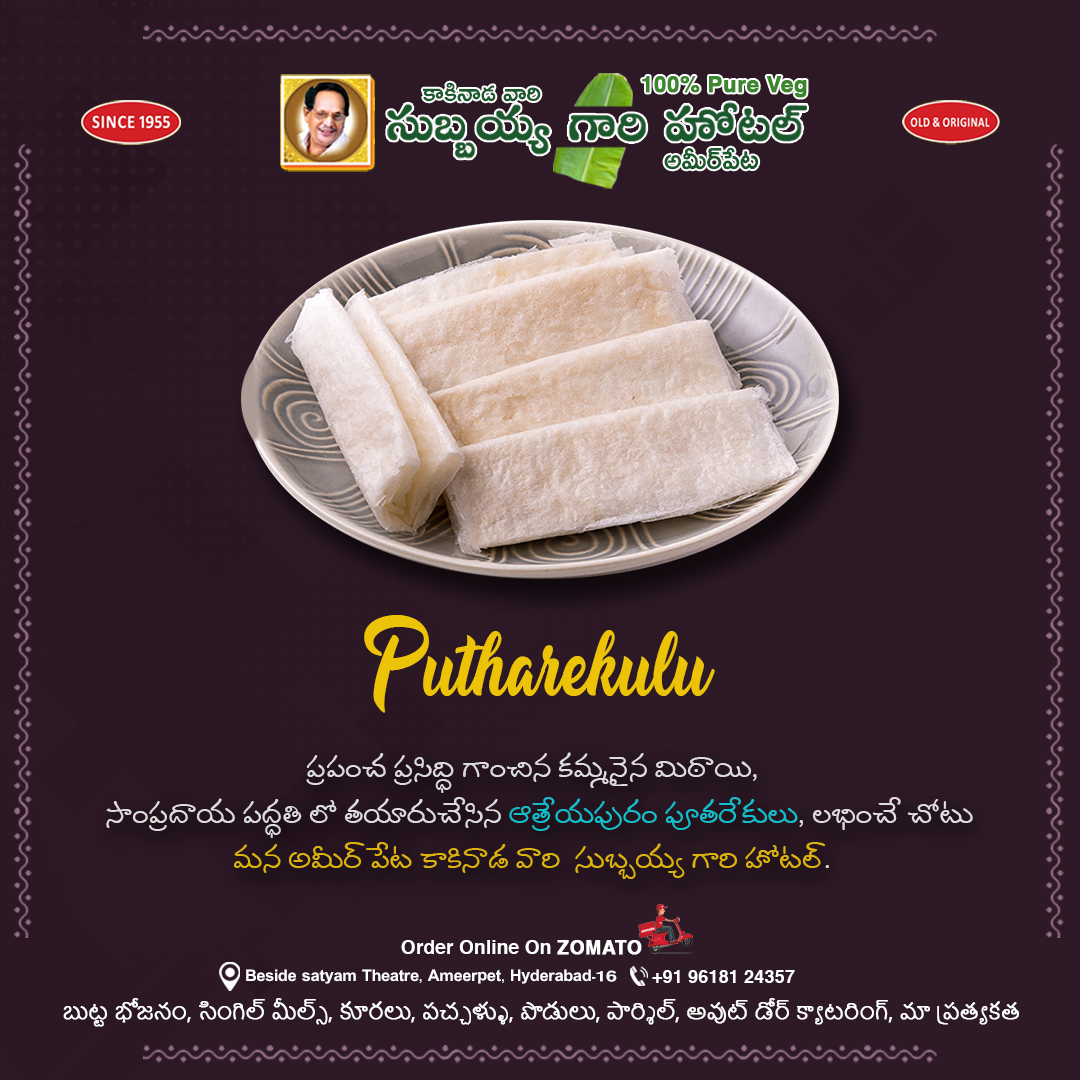 SINCE 1955
కాకినాడ వారి
100% Pure Veg
సుబ్బయ్య గారి హోటల్
అమీర్‌పేట
OLD & ORIGINAL
Putharekulu
ప్రపంచ ప్రసిద్ధి గాంచిన కమ్మనైన మిఠాయి,
సాంప్రదాయ పద్ధతి లో తయారుచేసిన ఆత్రేయపురం పూతరేకులు, లభించే చోటు
మన అమీర్ పేట కాకినాడ వారి సుబ్బయ్య గారి హోటల్.
Order Online On ZOMATO
Beside satyam Theatre, Ameerpet, Hyderabad-16 +91 96181 24357
బుట్ట భోజనం, సింగిల్ మీల్స్, కూరలు, పచ్చళ్ళు, పొడులు, పార్శిల్, అవుట్ డోర్ క్యాటరింగ్, మా ప్రత్యకత